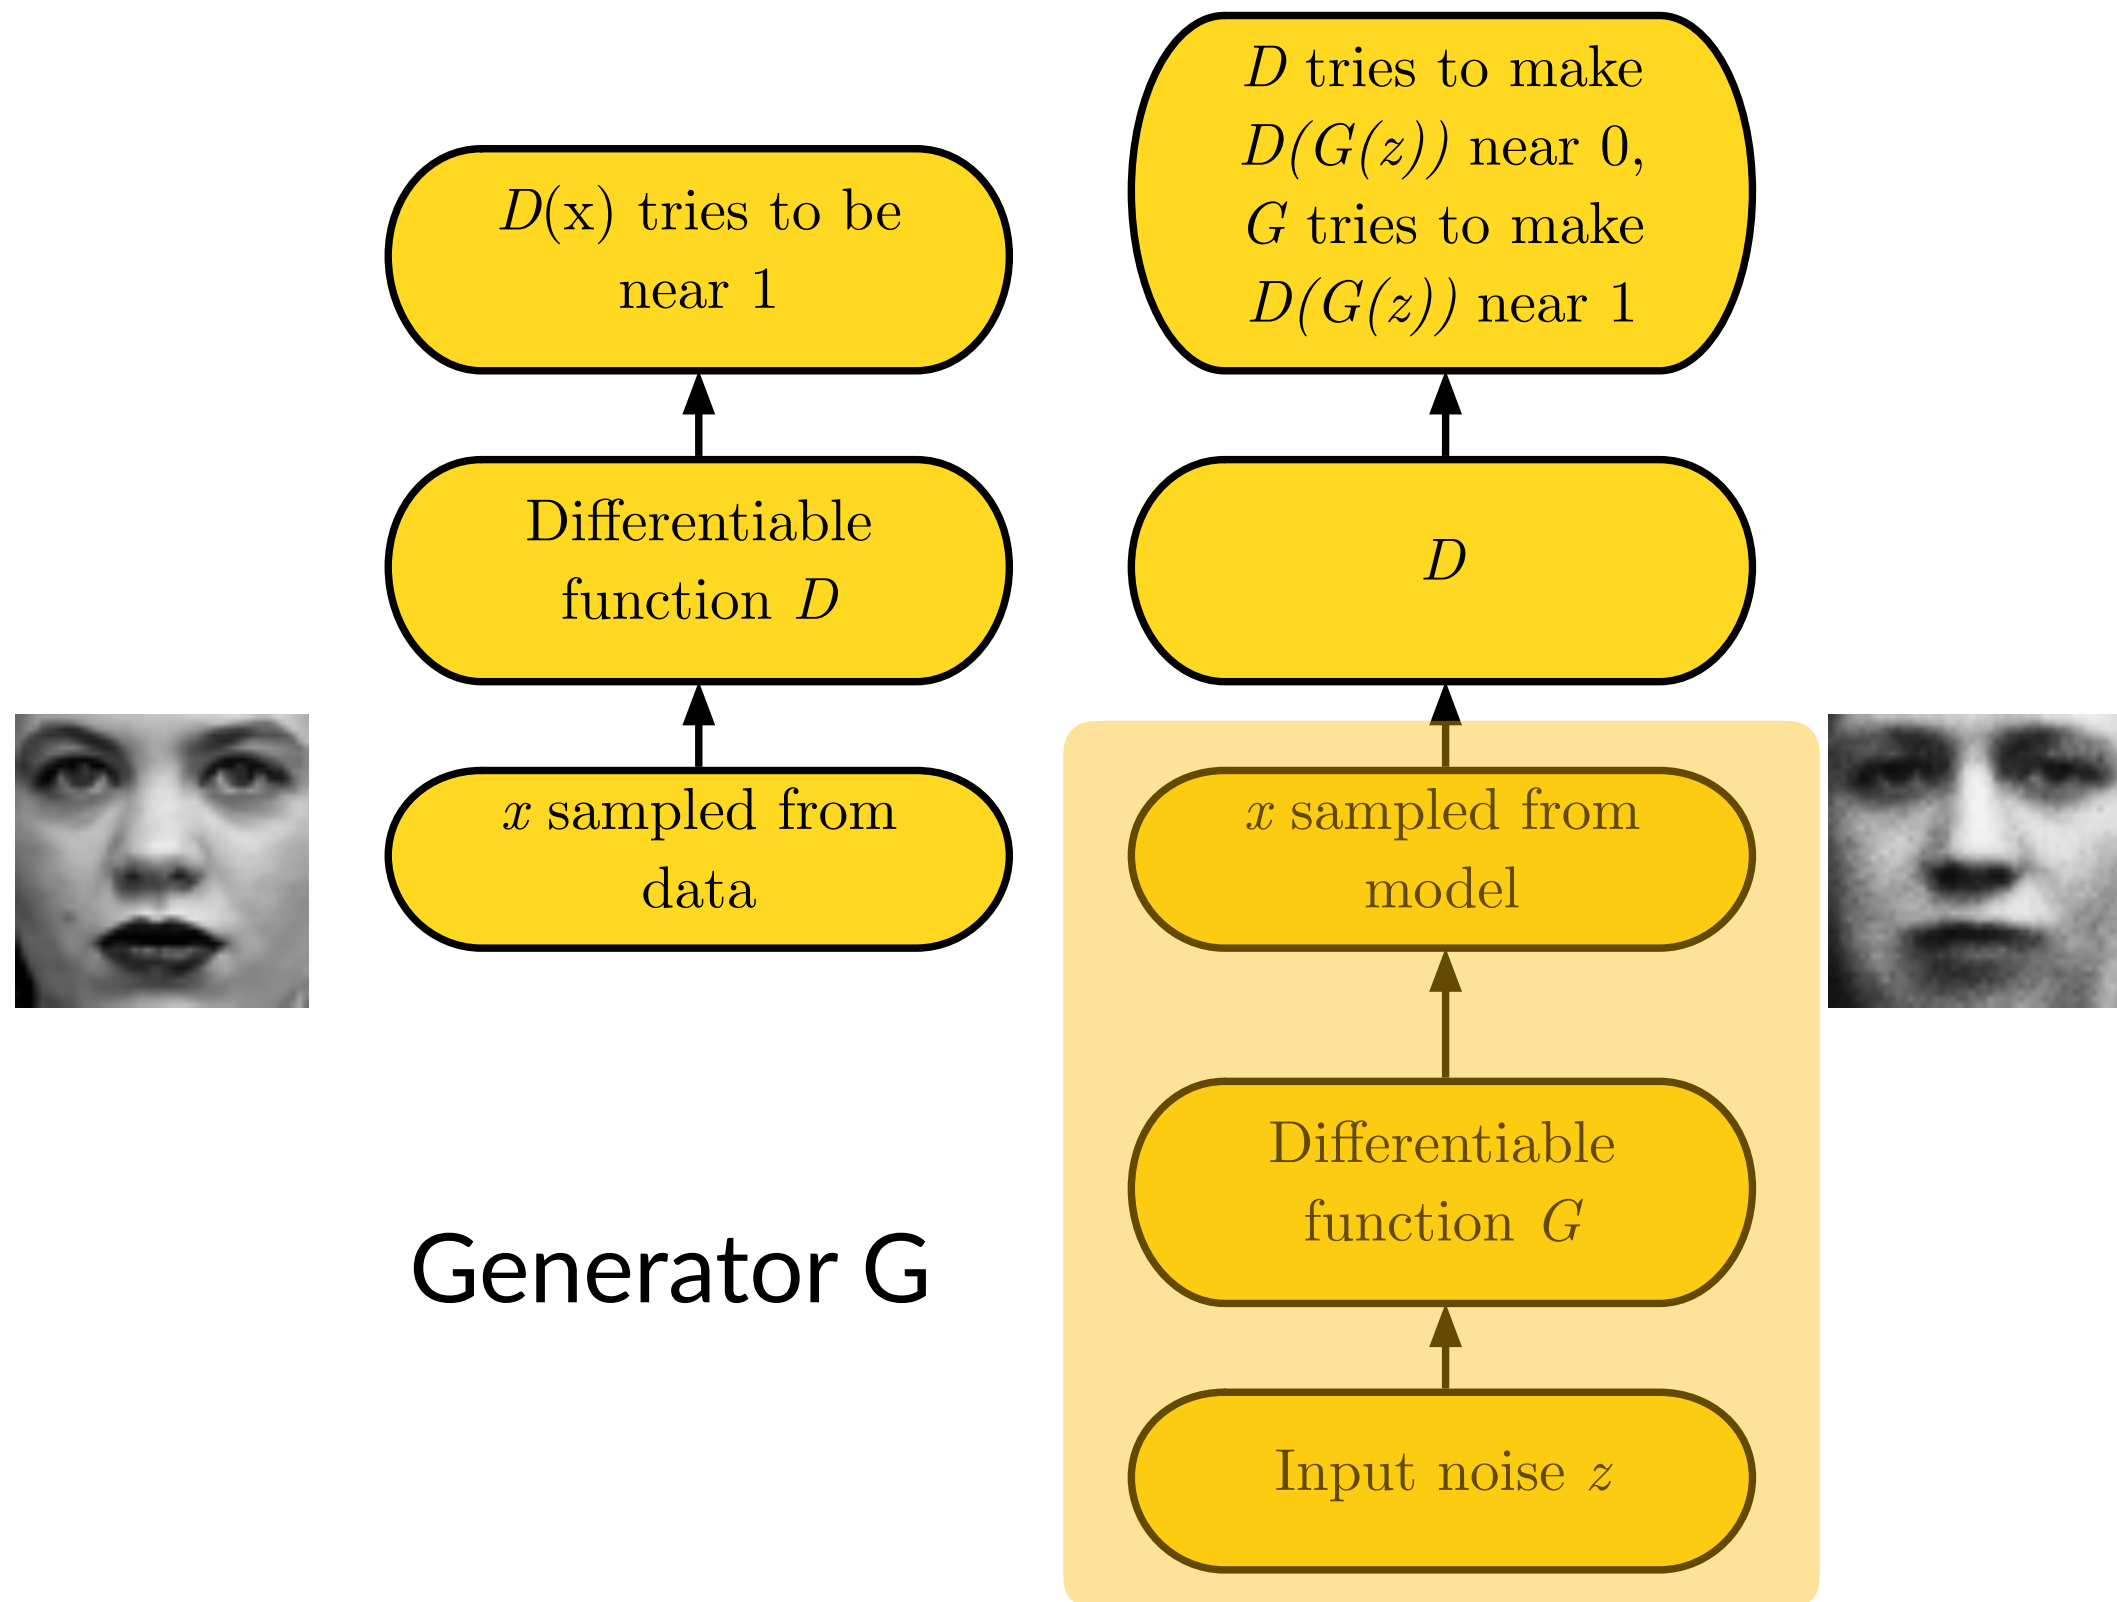 D(x) tries to be
near 1
Differentiable
function D
x sampled from
data
D tries to make
D(G(z)) near 0,
G tries to make
D(G(z)) near 1
D
x sampled from
model
Differentiable
function G
Input noise z
Generator G